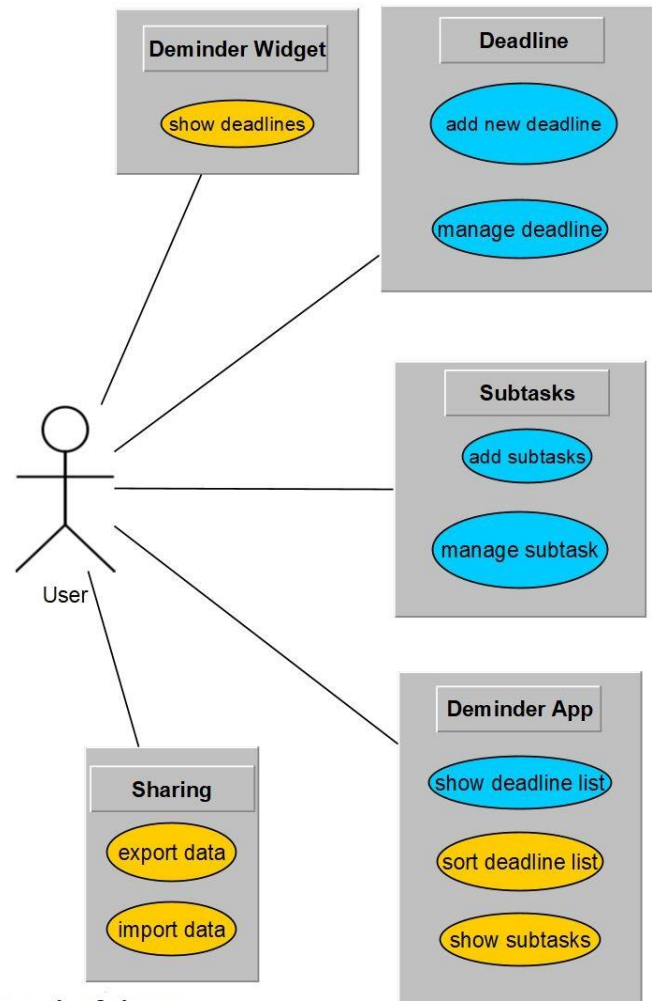 Deminder Widget
show deadlines
Deadline
add new deadline
manage deadline
Subtasks
add subtasks
manage subtask
User
Deminder App
show deadline list
sort deadline list
show subtasks
Sharing
export data
import data